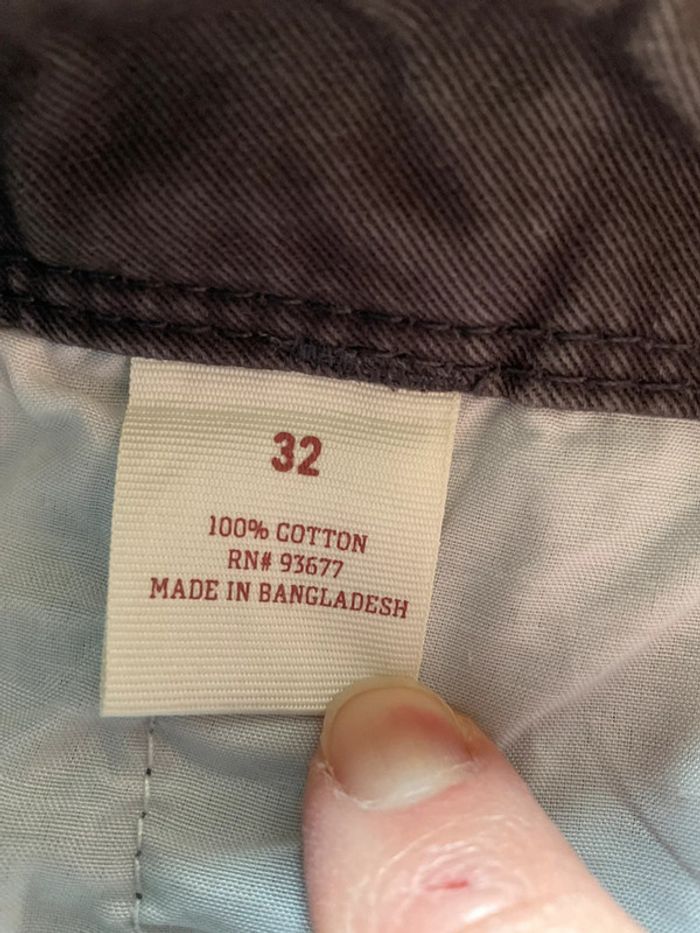 32
100% COTTON
RN# 93677
MADE IN BANGLADESH